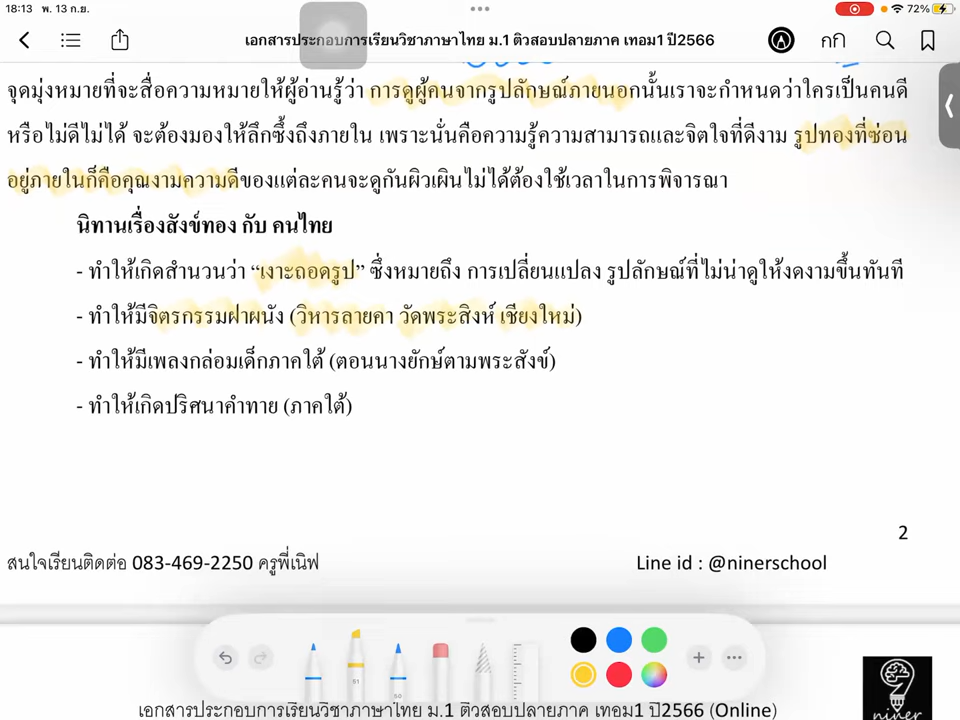 18:13 พ. 13 ก.ย.
72%
เอกสารประกอบการเรียนวิชาภาษาไทย ม.1 ติวสอบปลายภาค เทอม1 ปี2566
กกี
จุดมุ่งหมายที่จะสื่อความหมายให้ผู้อ่านรู้ว่า การดูผู้คนจากรูปลักษณ์ภายนอกนั้นเราจะกำหนดว่าใครเป็นคนดี
หรือไม่ดีไม่ได้ จะต้องมองให้ลึกซึ้งถึงภายใน เพราะนั่นคือความรู้ความสามารถและจิตใจที่ดีงาม รูปทองที่ซ่อน
อยู่ภายในก็คือคุณงามความดีของแต่ละคนจะดูกันผิวเผินไม่ได้ต้องใช้เวลาในการพิจารณา
นิทานเรื่องสังข์ทอง กับ คนไทย
- ทำให้เกิดสำนวนว่า “เงาะถอดรูป” ซึ่งหมายถึง การเปลี่ยนแปลง รูปลักษณ์ที่ไม่น่าดูให้งดงามขึ้นทันที
- ทำให้มีจิตรกรรมฝาผนัง (วิหารลายคา วัดพระสิงห์ เชียงใหม่)
- ทำให้มีเพลงกล่อมเด็กภาคใต้ (ตอนนางยักษ์ตามพระสังข์)
- ทำให้เกิดปริศนาคำทาย (ภาคใต้)
2
สนใจเรียนติดต่อ 083-469-2250 ครูพี่เนิฟ Line id : @ninerschool
51 50
เอกสารประกอบการเรียนวิชาภาษาไทย ม.1 ติวสอบปลายภาค เทอม1 ปี2566 (Online)
niner